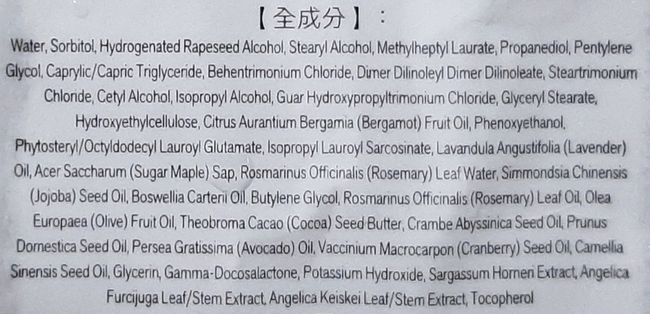 【全成分】：
Water, Sorbitol, Hydrogenated Rapeseed Alcohol, Stearyl Alcohol, Methylheptyl Laurate, Propanediol, Pentylene
Glycol, Caprylic/Capric Triglyceride, Behentrimonium Chloride, Dimer Dilinoleyl Dimer Dilinoleate, Steartrimonium
Chloride, Cetyl Alcohol, Isopropyl Alcohol, Guar Hydroxypropyltrimonium Chloride, Glyceryl Stearate,
Hydroxyethylcellulose, Citrus Aurantium Bergamia (Bergamot) Fruit Oil, Phenoxyethanol,
Phytosteryl/Octyldodecyl Lauroyl Glutamate, Isopropyl Lauroyl Sarcosinate, Lavandula Angustifolia (Lavender)
Oil, Acer Saccharum (Sugar Maple) Sap, Rosmarinus Officinalis (Rosemary) Leaf Water, Simmondsia Chinensis
(Jojoba) Seed Oil, Boswellia Carterii Oil, Butylene Glycol, Rosmarinus Officinalis (Rosemary) Leaf Oil, Olea
Europaea (Olive) Fruit Oil, Theobroma Cacao (Cocoa) Seed Butter, Crambe Abyssinica Seed Oil, Prunus
Domestica Seed Oil, Persea Gratissima (Avocado) Oil, Vaccinium Macrocarpon (Cranberry) Seed Oil, Camellia
Sinensis Seed Oil, Glycerin, Gamma-Docosalactone, Potassium Hydroxide, Sargassum Horneri Extract, Angelica
Furcijuga Leaf/Stem Extract, Angelica Keiskei Leaf/Stem Extract, Tocopherol